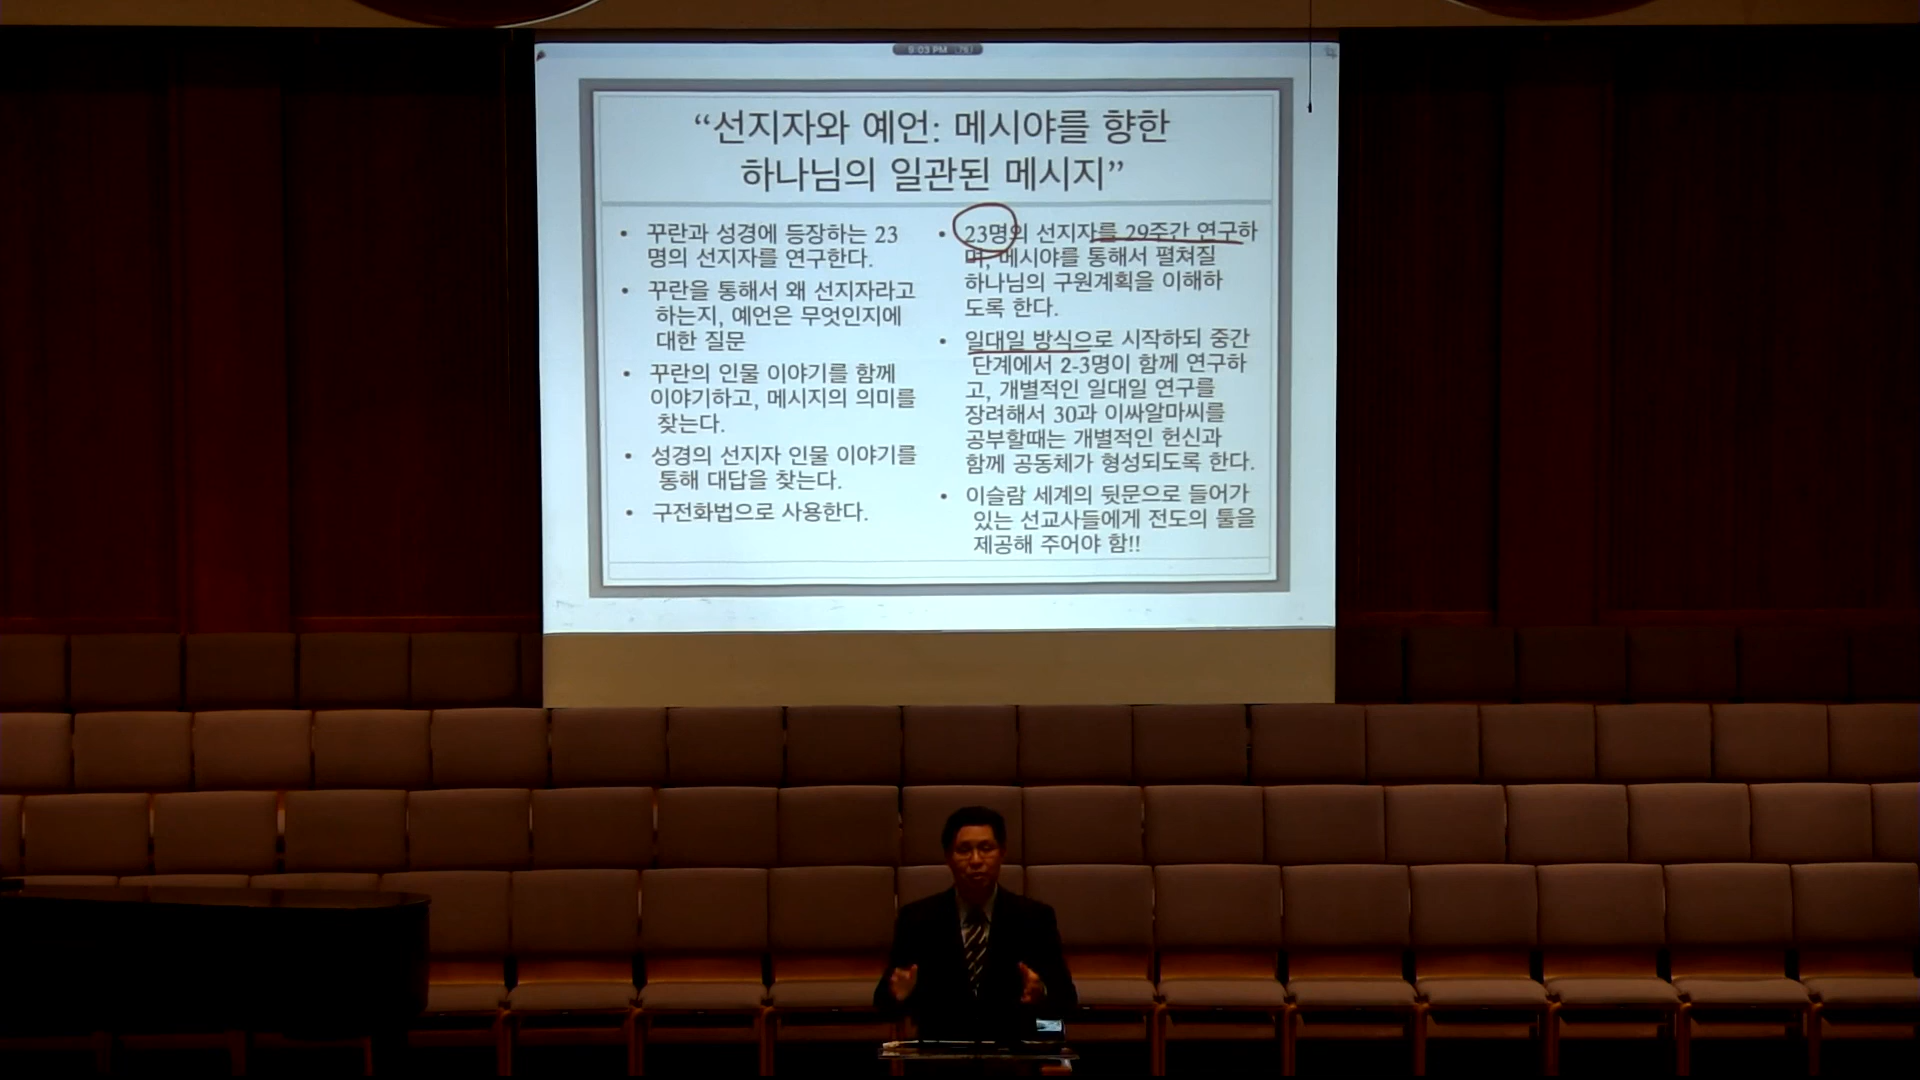 9:03 PM
“선지자와 예언: 메시야를 향한
하나님의 일관된 메시지”
• 꾸란과 성경에 등장하는 23
명의 선지자를 연구한다.
• 꾸란을 통해서 왜 선지자라고
하는지, 예언은 무엇인지에
대한 질문
• 꾸란의 인물 이야기를 함께
이야기하고, 메시지의 의미를
찾는다.
• 성경의 선지자 인물 이야기를
통해 대답을 찾는다.
• 구전화법으로 사용한다.
• 23명의 선지자를 29주간 연구하
며, 메시야를 통해서 펼쳐질
하나님의 구원계획을 이해하
도록 한다.
• 일대일 방식으로 시작하되 중간
단계에서 2-3명이 함께 연구하
고, 개별적인 일대일 연구를
장려해서 30과 이싸알마씨를
공부할때는 개별적인 헌신과
함께 공동체가 형성되도록 한다.
• 이슬람 세계의 뒷문으로 들어가
있는 선교사들에게 전도의 툴을
제공해 주어야 함!!